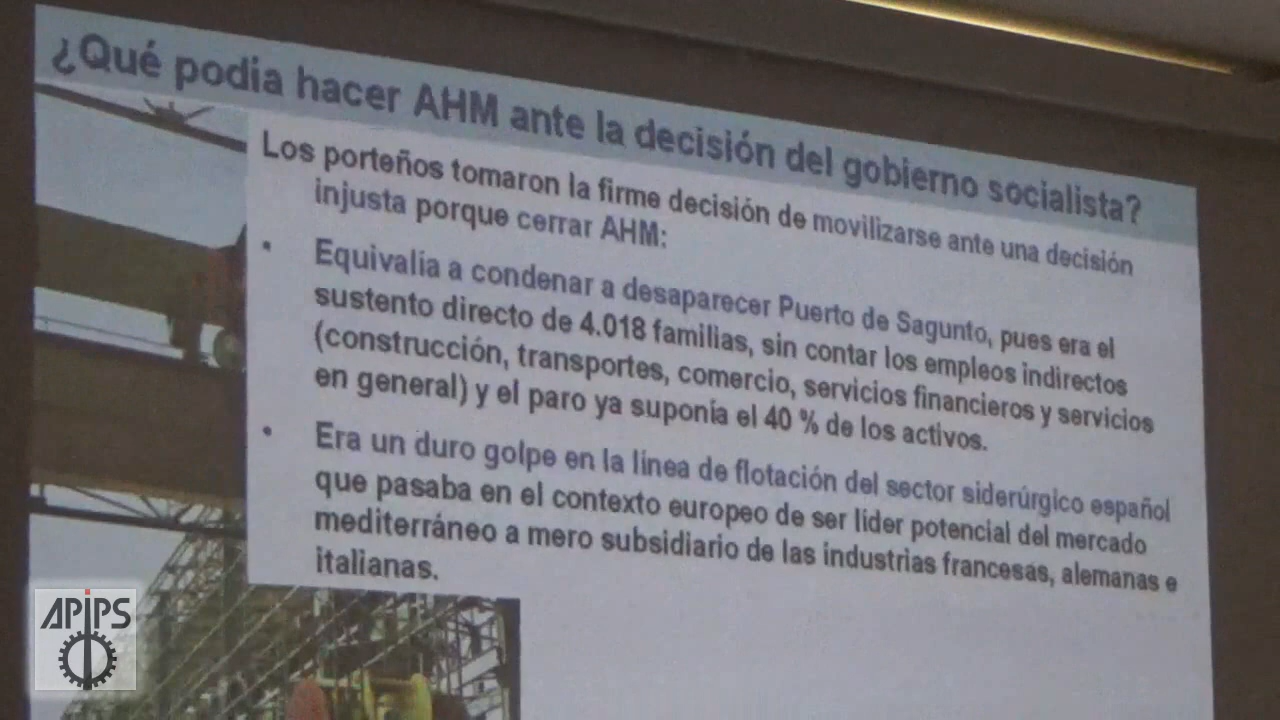 ¿Qué podia hacer AHM ante la decisión del gobierno socialista?
Los porteños tomaron la firme decisión de movilizarse ante una decisión
injusta porque cerrar AHM:
• Equivalía a condenar a desaparecer Puerto de Sagunto, pues era el
sustento directo de 4.018 familias, sin contar los empleos indirectos
(construcción, transportes, comercio, servicios financieros y servicios
en general) y el paro ya suponía el 40 % de los activos.
• Era un duro golpe en la línea de flotación del sector siderúrgico español
que pasaba en el contexto europeo de ser líder potencial del mercado
mediterráneo a mero subsidiario de las industrias francesas, alemanas e
italianas.
APIPS